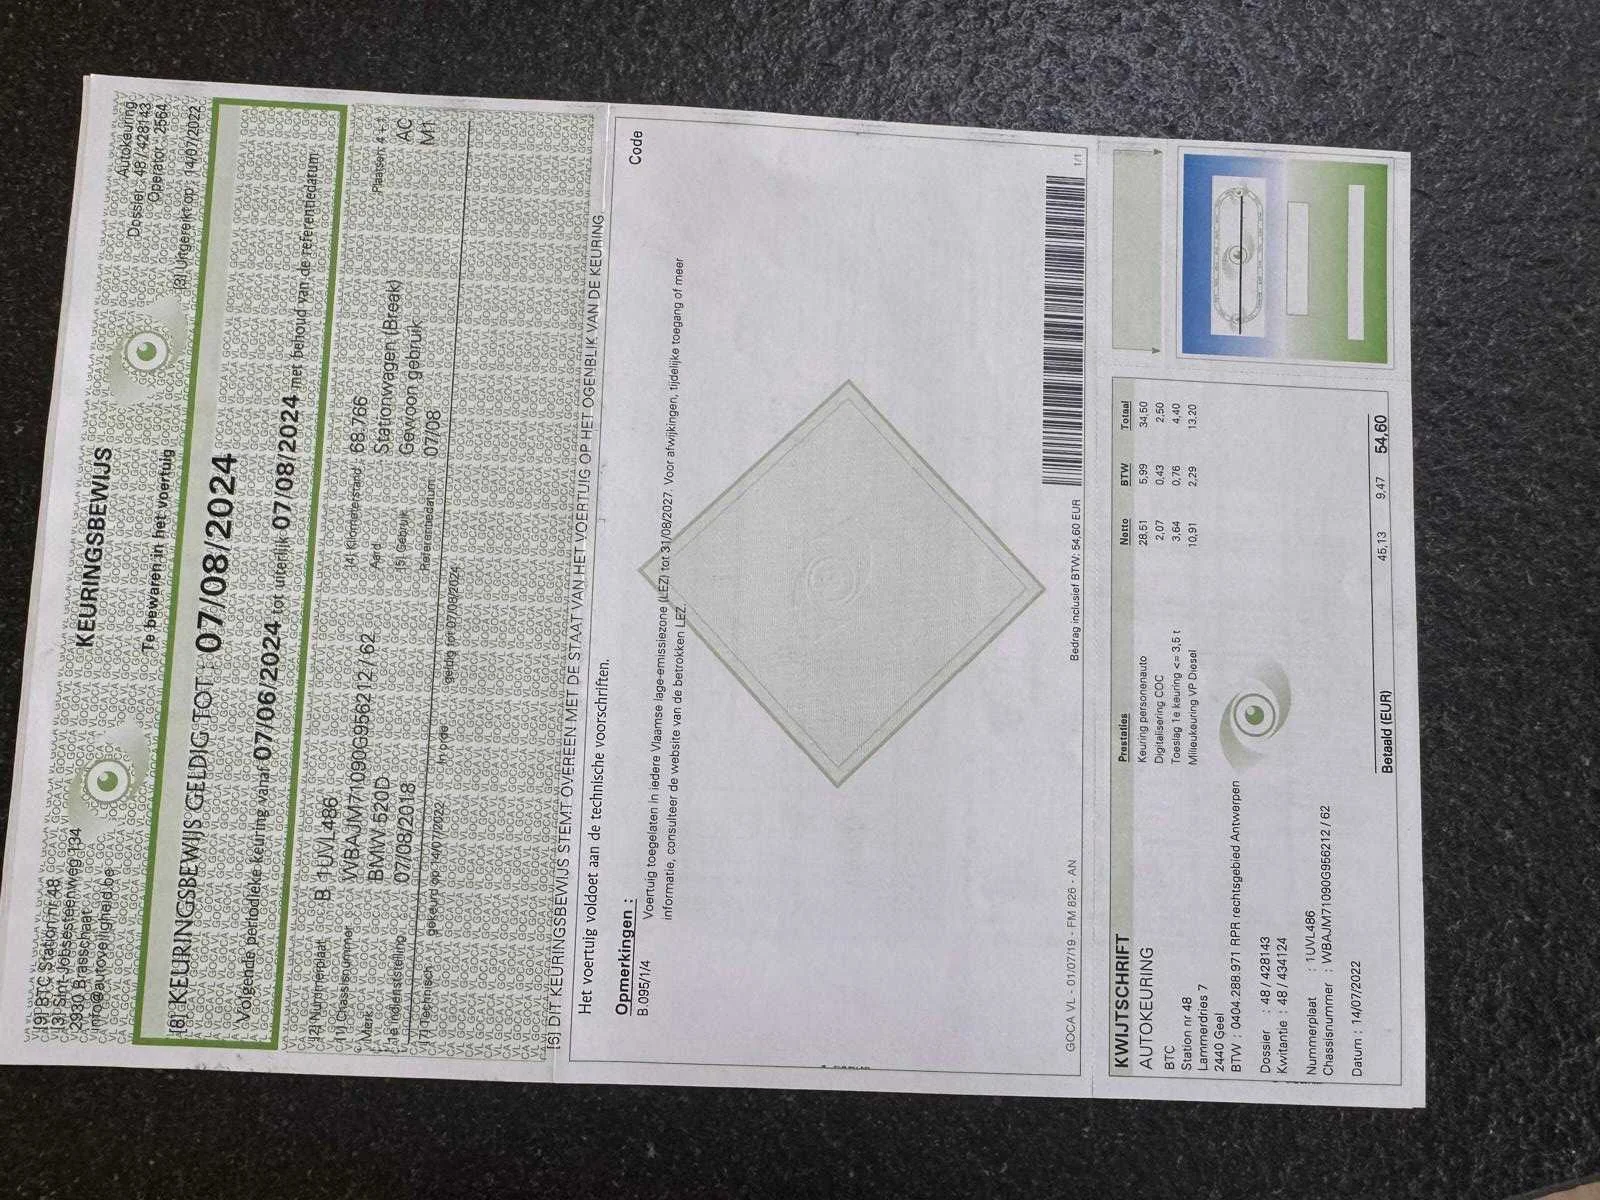 [9] BTC Station nr 48
[3] Sint-Jobsesteenweg 134
2930 Brasschaat
info@autoveiligheid.be
KEURINGSBEWIJS
Te bewaren in het voertuig
Autokeuring
Dossier : 48 / 428143
Operator : 2564
[3] Uitgereikt op : 14/07/2022
[8] KEURINGSBEWIJS GELDIG TOT : 07/08/2024
Volgende periodieke keuring vanaf 07/06/2024 tot uiterlijk 07/08/2024 met behoud van de referentiedatum
[2] Nummerplaat B 1UVL486 [4] Kilometerstand 68.766 Plaatsen 4 + 1
[1] Chassisnummer WBAJM71090G956212 / 62 Aard Stationwagen (Break) AC
Merk BMW 520D [5] Gebruik Gewoon gebruik M1
1e Indienststelling 07/08/2018 Referentiedatum 07/08
[7] Technisch gekeurd op 14/07/2022 In orde geldig tot 07/08/2024
[6] DIT KEURINGSBEWIJS STEMT OVEREEN MET DE STAAT VAN HET VOERTUIG OP HET OGENBLIK VAN DE KEURING
Het voertuig voldoet aan de technische voorschriften.
Code
Opmerkingen :
B.095/1/4
Voertuig toegelaten in iedere Vlaamse lage-emissiezone (LEZ) tot 31/08/2027. Voor afwijkingen, tijdelijke toegang of meer
informatie, consulteer de website van de betrokken LEZ.
GOCA VL - 01/07/19 - FM 826 - AN
Bedrag inclusief BTW: 54,60 EUR
1/1
KWIJTSCHRIFT
AUTOKEURING
BTC
Station nr 48
Lammerdries 7
2440 Geel
BTW : 0404.288.971 RPR rechtsgebied Antwerpen
Dossier : 48 / 428143
Kwitantie : 48 / 434124
Nummerplaat : 1UVL486
Chassisnummer : WBAJM71090G956212 / 62
Datum : 14/07/2022
Prestaties Netto BTW Totaal
Keuring personenauto 28,51 5,99 34,50
Digitalisering COC 2,07 0,43 2,50
Toeslag 1e keuring <= 3,5 t 3,64 0,76 4,40
Milieukeuring VP Diesel 10,91 2,29 13,20
Betaald (EUR) 45,13 9,47 54,60